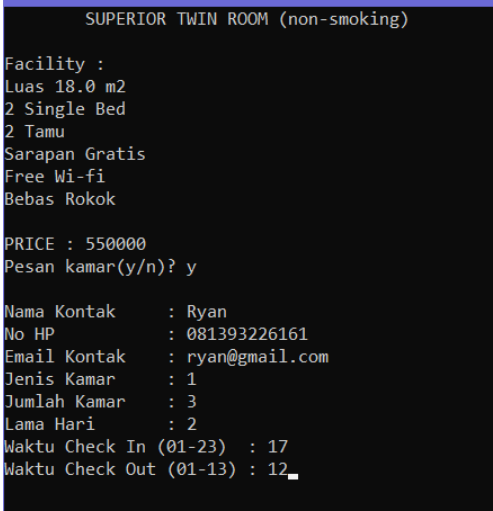 SUPERIOR TWIN ROOM (non-smoking)
Facility :
Luas 18.0 m2
2 Single Bed
2 Tamu
Sarapan Gratis
Free Wi-fi
Bebas Rokok
PRICE : 550000
Pesan kamar(y/n)? y
Nama Kontak : Ryan
No HP : 081393226161
Email Kontak : ryan@gmail.com
Jenis Kamar : 1
Jumlah Kamar : 3
Lama Hari : 2
Waktu Check In (01-23) : 17
Waktu Check Out (01-13) : 12